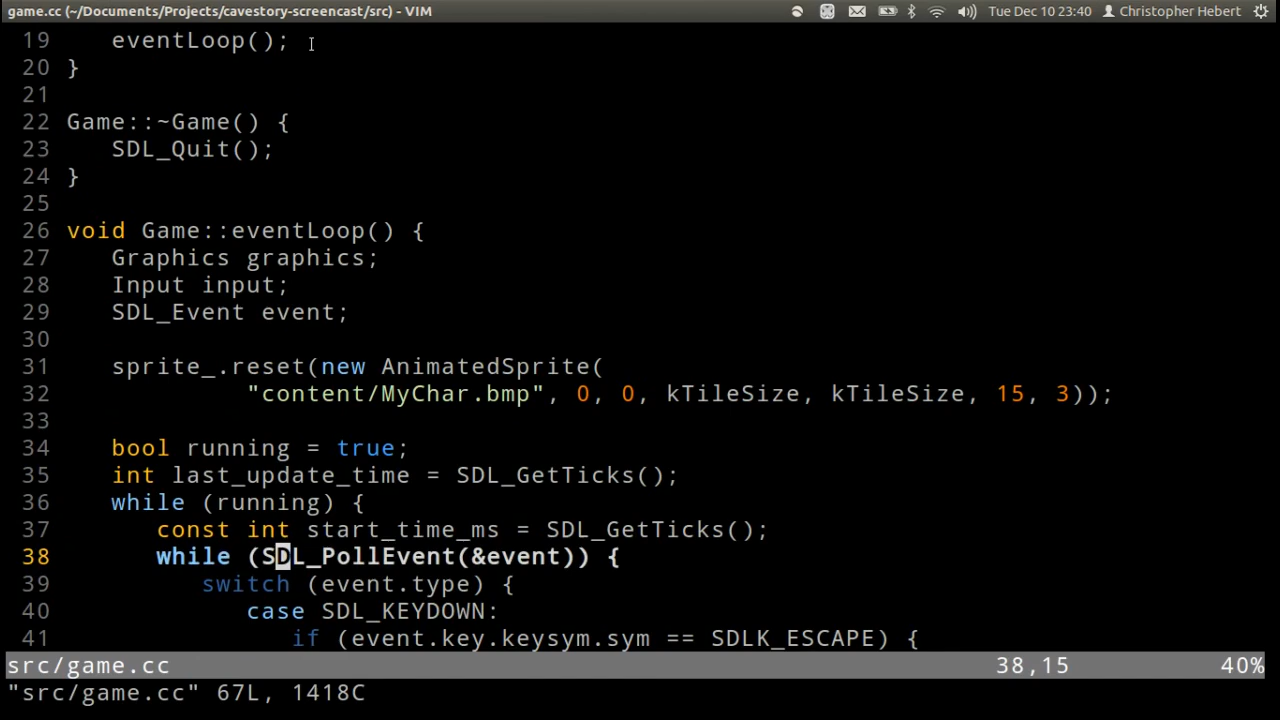 game.cc (~/Documents/Projects/cavestory-screencast/src) - VIM Tue Dec 10 23:40 Christopher Hebert
19 eventLoop();
20 }
21
22 Game::~Game() {
23 SDL_Quit();
24 }
25
26 void Game::eventLoop() {
27 Graphics graphics;
28 Input input;
29 SDL_Event event;
30
31 sprite_.reset(new AnimatedSprite(
32 "content/MyChar.bmp", 0, 0, kTileSize, kTileSize, 15, 3));
33
34 bool running = true;
35 int last_update_time = SDL_GetTicks();
36 while (running) {
37 const int start_time_ms = SDL_GetTicks();
38 while (SDL_PollEvent(&event)) {
39 switch (event.type) {
40 case SDL_KEYDOWN:
41 if (event.key.keysym.sym == SDLK_ESCAPE) {
src/game.cc 38,15 40%
"src/game.cc" 67L, 1418C